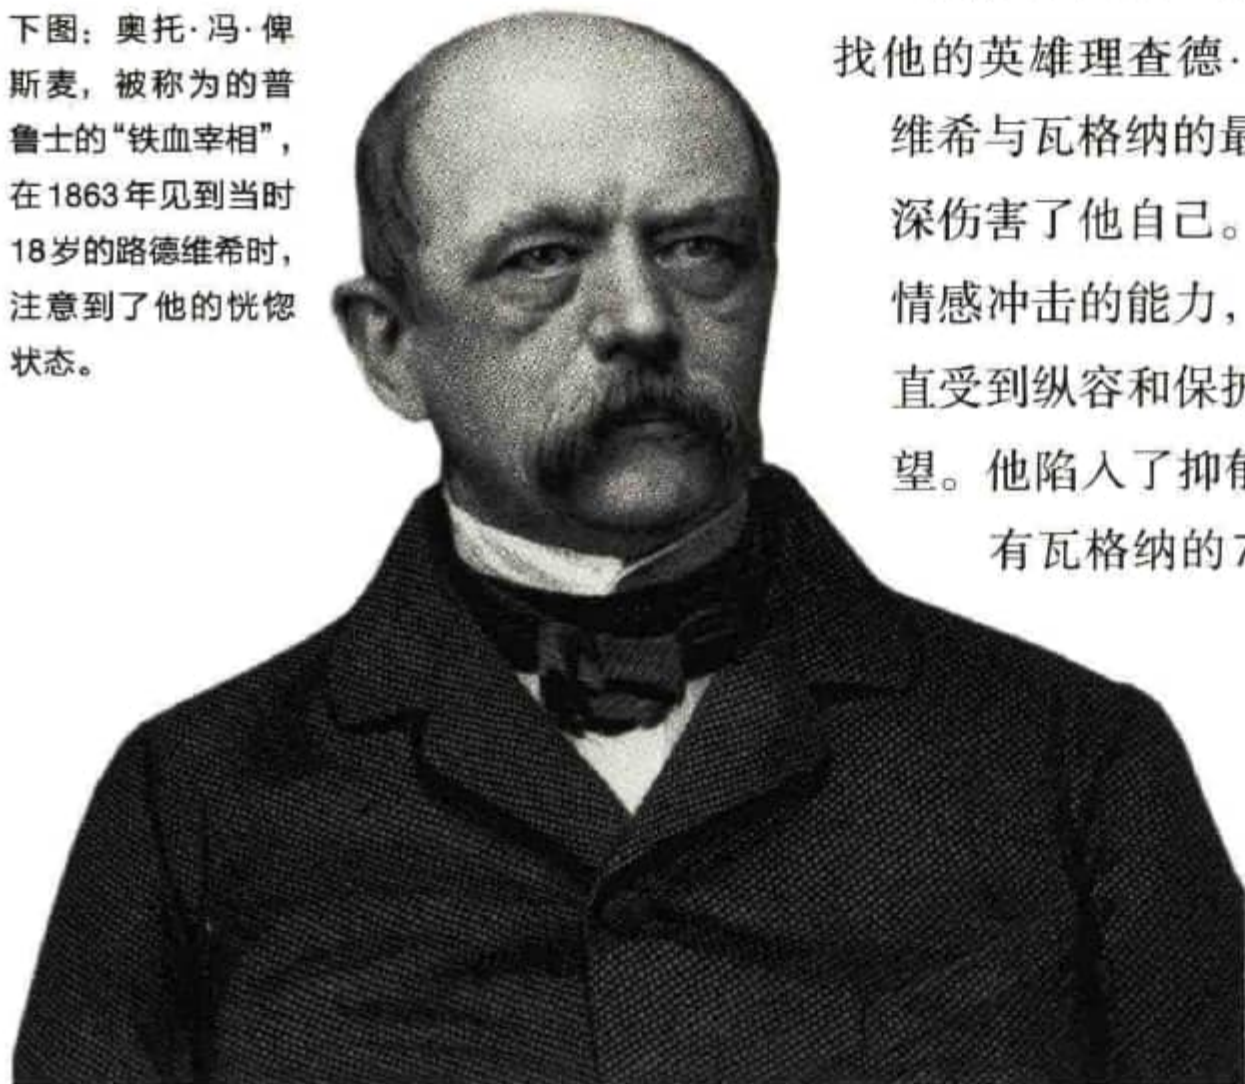 下图：奥托·冯·俾
斯麦，被称为的普
鲁士的“铁血宰相”，
在1863年见到当时
18岁的路德维希时，
注意到了他的恍惚
状态。
找他的英雄理查德·
维希与瓦格纳的最
深伤害了他自己。
情感冲击的能力，
直受到纵容和保护
望。他陷入了抑郁
有瓦格纳的